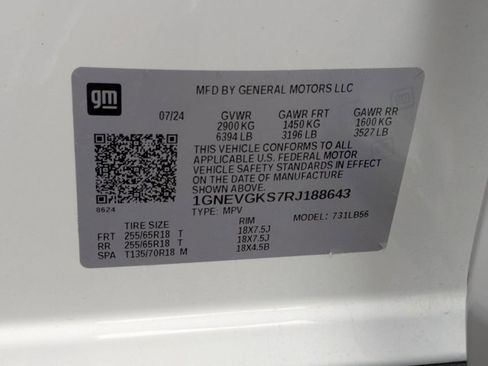 gm
MFD BY GENERAL MOTORS LLC
07/24 GVWR GAWR FRT GAWR RR
2900 KG 1450 KG 1600 KG
6394 LB 3196 LB 3527 LB
THIS VEHICLE CONFORMS TO ALL
APPLICABLE U.S. FEDERAL MOTOR
VEHICLE SAFETY STANDARDS IN EFFECT
ON THE DATE OF MANUFACTURE
SHOWN ABOVE.
1GNEVGKS7RJ188643
8624 TYPE: MPV MODEL: 731LB56
TIRE SIZE RIM
FRT 255/65R18 T 18X7.5J
RR 255/65R18 T 18X7.5J
SPA T135/70R18 M 18X4.5B